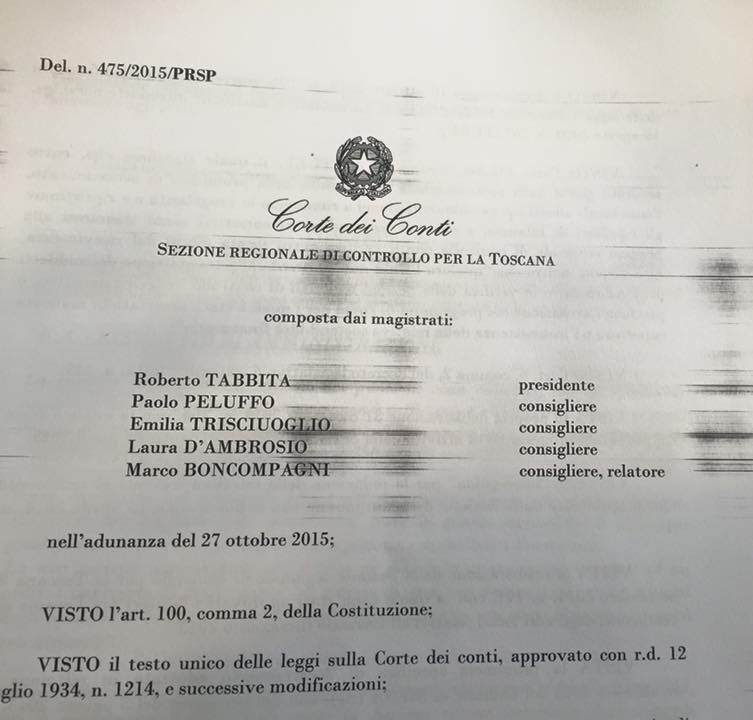 Del. n. 475/2015/PRSP
Corte dei Conti
SEZIONE REGIONALE DI CONTROLLO PER LA TOSCANA
composta dai magistrati:
Roberto TABBITA presidente
Paolo PELUFFO consigliere
Emilia TRISCIUOGLIO consigliere
Laura D'AMBROSIO consigliere
Marco BONCOMPAGNI consigliere, relatore
nell'adunanza del 27 ottobre 2015;
VISTO l'art. 100, comma 2, della Costituzione;
VISTO il testo unico delle leggi sulla Corte dei conti, approvato con r.d. 12
glio 1934, n. 1214, e successive modificazioni;